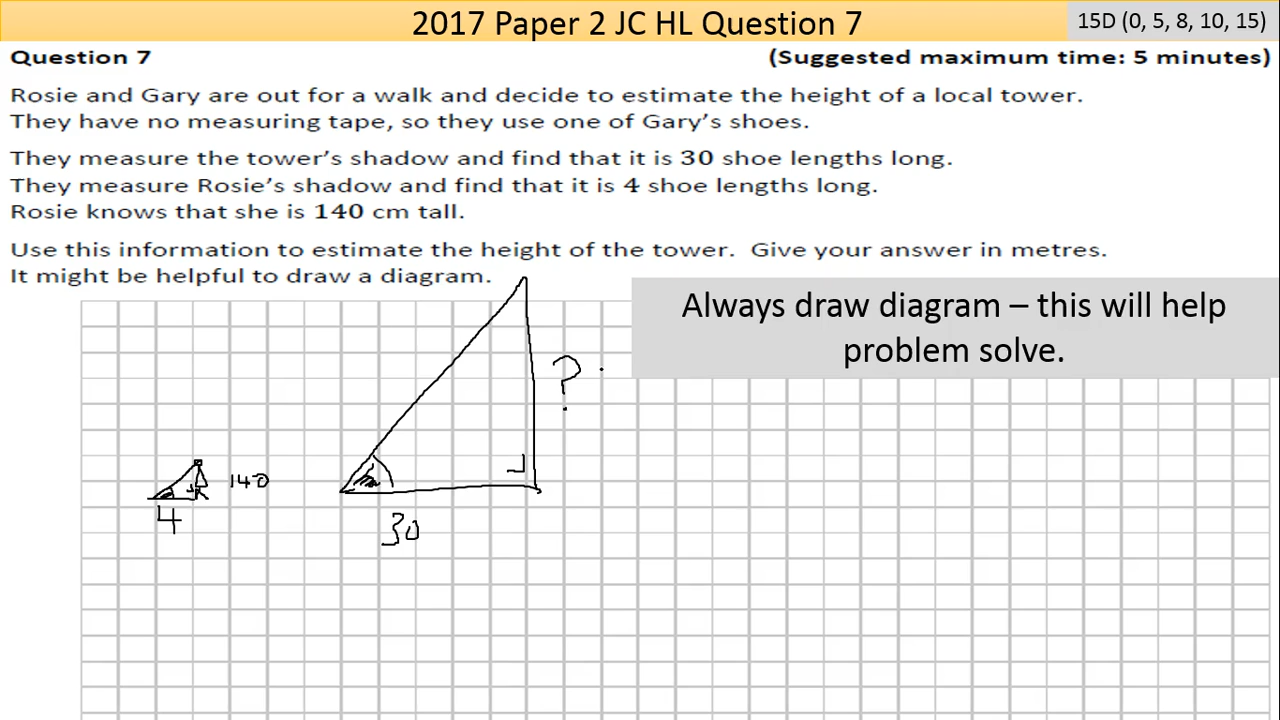 2017 Paper 2 JC HL Question 7
15D (0, 5, 8, 10, 15)
Question 7 (Suggested maximum time: 5 minutes)
Rosie and Gary are out for a walk and decide to estimate the height of a local tower.
They have no measuring tape, so they use one of Gary's shoes.
They measure the tower's shadow and find that it is 30 shoe lengths long.
They measure Rosie's shadow and find that it is 4 shoe lengths long.
Rosie knows that she is 140 cm tall.
Use this information to estimate the height of the tower. Give your answer in metres.
It might be helpful to draw a diagram.
Always draw diagram – this will help
problem solve.
?
140
4
30